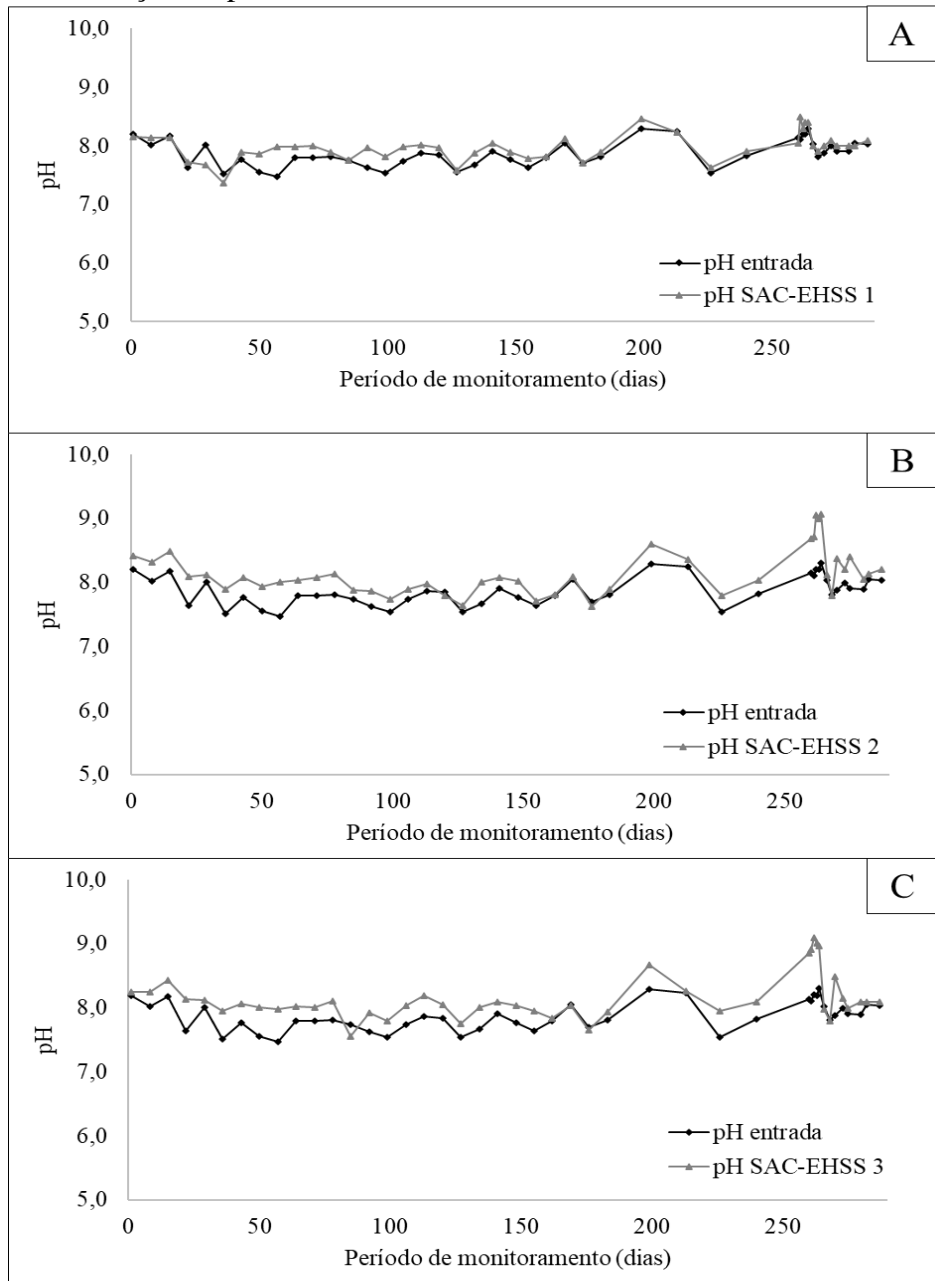 A
10,0
9,0
8,0
7,0
6,0
5,0
pH
pH entrada
pH SAC-EHSS 1
0 50 100 150 200 250
Período de monitoramento (dias)
B
10,0
9,0
8,0
7,0
6,0
5,0
pH
pH entrada
pH SAC-EHSS 2
0 50 100 150 200 250
Período de monitoramento (dias)
C
10,0
9,0
8,0
7,0
6,0
5,0
pH
pH entrada
pH SAC-EHSS 3
0 50 100 150 200 250
Período de monitoramento (dias)